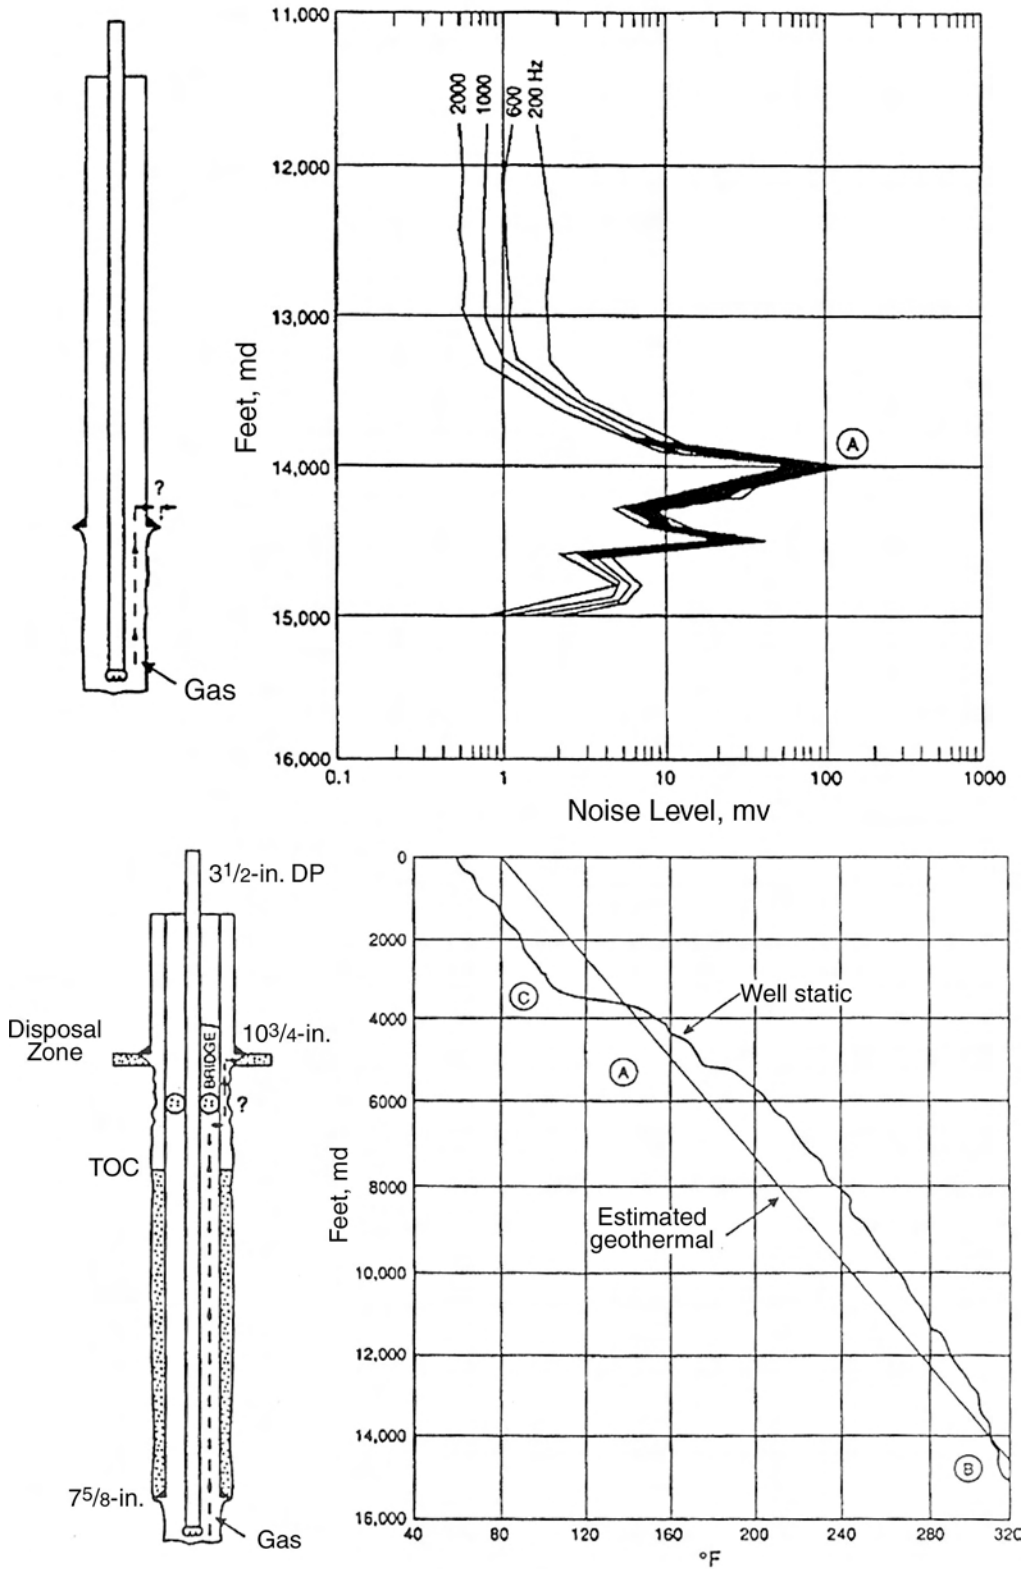 11,000
2000
1000
600
200 Hz
12,000
13,000
Feet, md
A
14,000
?
15,000
Gas
16,000
0.1
1
10
100
1000
Noise Level, mv
3 1/2-in. DP
0
2000
C
Well static
Disposal
Zone
10 3/4-in.
4000
BRIDGE
A
?
6000
TOC
Feet, md
8000
Estimated
geothermal
10,000
12,000
14,000
B
7 5/8-in.
Gas
16,000
40
80
120
160
200
240
280
320
°F